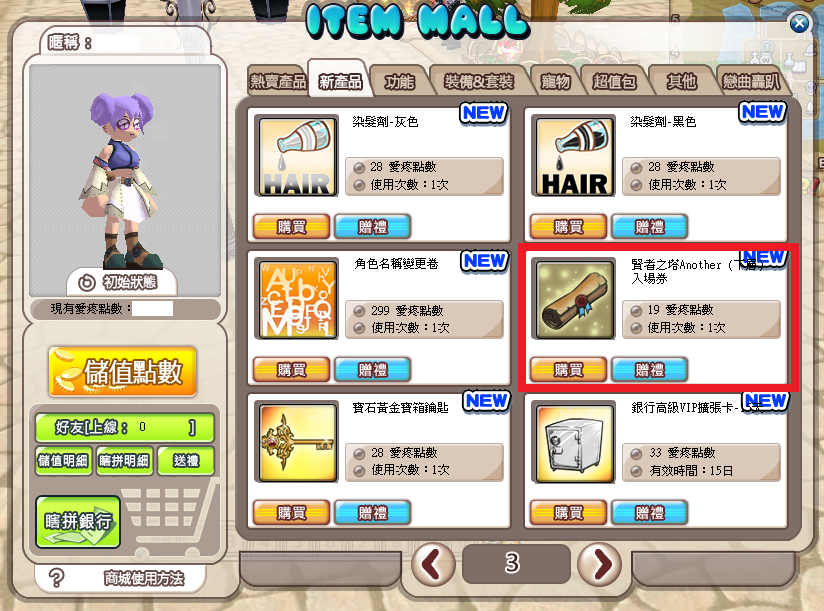 ITEM MALL
暱稱：
熱賣產品 新產品 功能 裝備&套裝 寵物 超值包 其他 戀曲轟趴
初始狀態
現有愛疼點數：
儲值點數
好友[上線： 0 ]
儲值明細 瞎拼明細 送禮
瞎拼銀行
? 商城使用方法
NEW
染髮劑-灰色
HAIR
28 愛疼點數
使用次數：1次
購買 贈禮
NEW
染髮劑-黑色
HAIR
28 愛疼點數
使用次數：1次
購買 贈禮
NEW
角色名稱變更卷
299 愛疼點數
使用次數：1次
購買 贈禮
NEW
賢者之塔Another (下層)
入場券
19 愛疼點數
使用次數：1次
購買 贈禮
NEW
寶石黃金寶箱鑰匙
28 愛疼點數
使用次數：1次
購買 贈禮
NEW
銀行高級VIP擴張卡-
33 愛疼點數
有效時間：15日
購買 贈禮
3